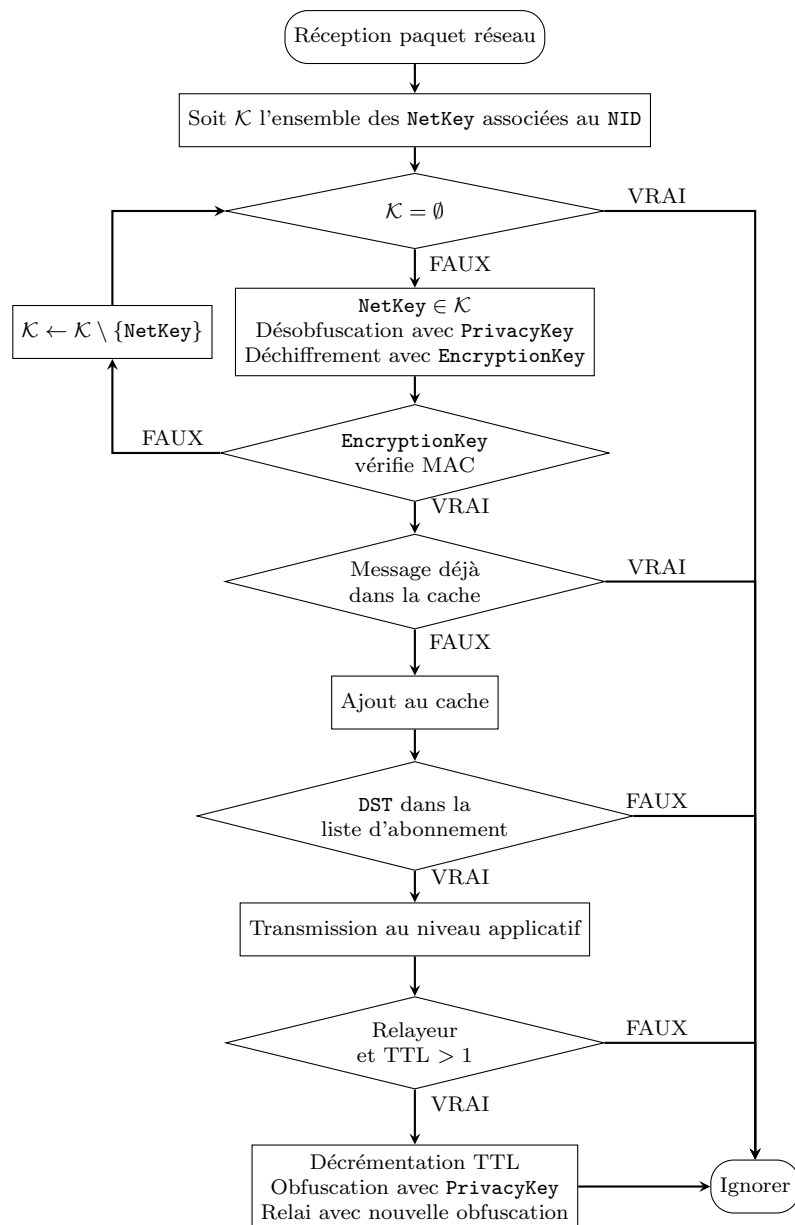 Réception paquet réseau
Soit 𝒦 l'ensemble des NetKey associées au NID
𝒦 = ∅
VRAI
FAUX
𝒦 ← 𝒦 \ {NetKey}
NetKey ∈ 𝒦
Désobfuscation avec PrivacyKey
Déchiffrement avec EncryptionKey
FAUX
EncryptionKey
vérifie MAC
VRAI
Message déjà
dans la cache
VRAI
FAUX
Ajout au cache
DST dans la
liste d'abonnement
FAUX
VRAI
Transmission au niveau applicatif
Relayeur
et TTL > 1
FAUX
VRAI
Décrémentation TTL
Obfuscation avec PrivacyKey
Relai avec nouvelle obfuscation
Ignorer